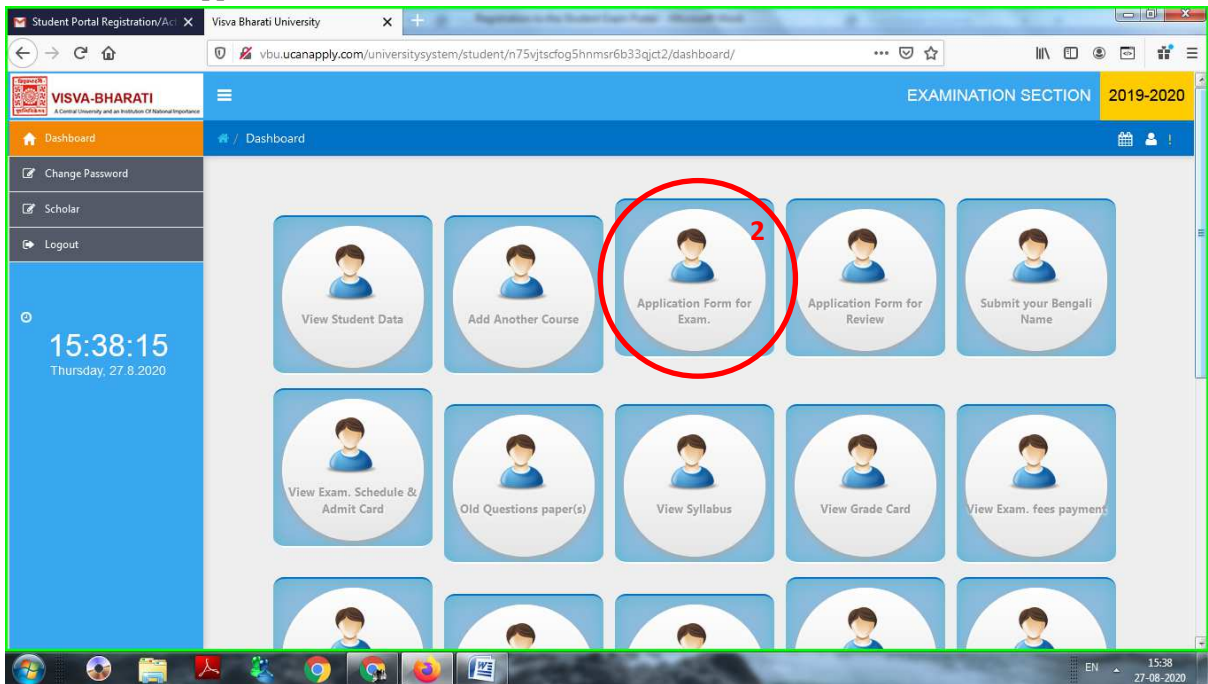 Student Portal Registration/Ac
Visva Bharati University
vbu.ucanapply.com/universitysystem/student/n75vjtscfog5hnmsr6b33qjct2/dashboard/
VISVA-BHARATI
A Central University and an Institution Of National Importance
EXAMINATION SECTION
2019-2020
Dashboard
/ Dashboard
Change Password
Scholar
Logout
15:38:15
Thursday, 27.8.2020
2
View Student Data
Add Another Course
Application Form for
Exam.
Application Form for
Review
Submit your Bengali
Name
View Exam. Schedule &
Admit Card
Old Questions paper(s)
View Syllabus
View Grade Card
View Exam. fees payment
EN
15:38
27-08-2020